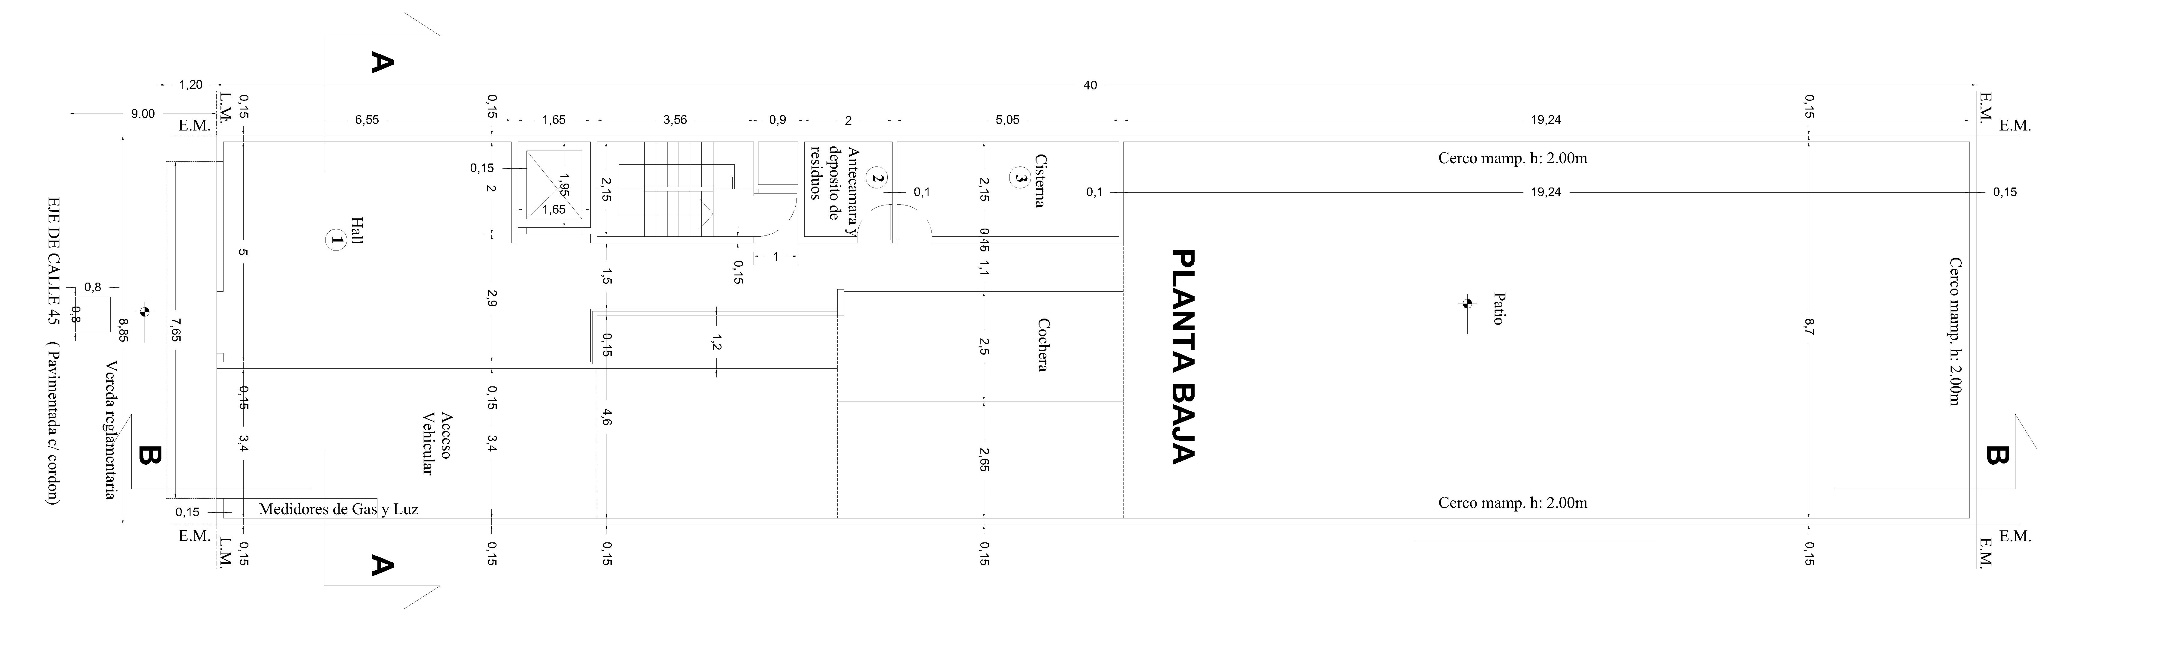 A
1,20
40
9.00
L.M.
0,15
6,55
0,15
1,65
3,56
0,9
2
5,05
19,24
0,15
E.M.
E.M.
E.M.
Cerco mamp. h: 2.00m
0,15
2
1,95
1,65
2,15
Antecamara y
deposito de
residuos
2
0,1
Cisterna
3
2,15
0,1
19,24
0,15
Hall
1
5
2,9
1,5
0,15
1
0,15
1,1
PLANTA BAJA
Patio
8,7
Cerco mamp. h: 2.00m
EJE DE CALLE 45 ( Pavimentada c/ cordon)
0,8
0,8
8,85
7,65
Vereda reglamentaria
0,15
1,2
Cochera
2,5
0,15
3,4
0,15
3,4
Acceso
Vehicular
4,6
2,65
B
B
0,15
Medidores de Gas y Luz
Cerco mamp. h: 2.00m
E.M.
L.M.
0,15
A
0,15
0,15
0,15
0,15
E.M.
E.M.